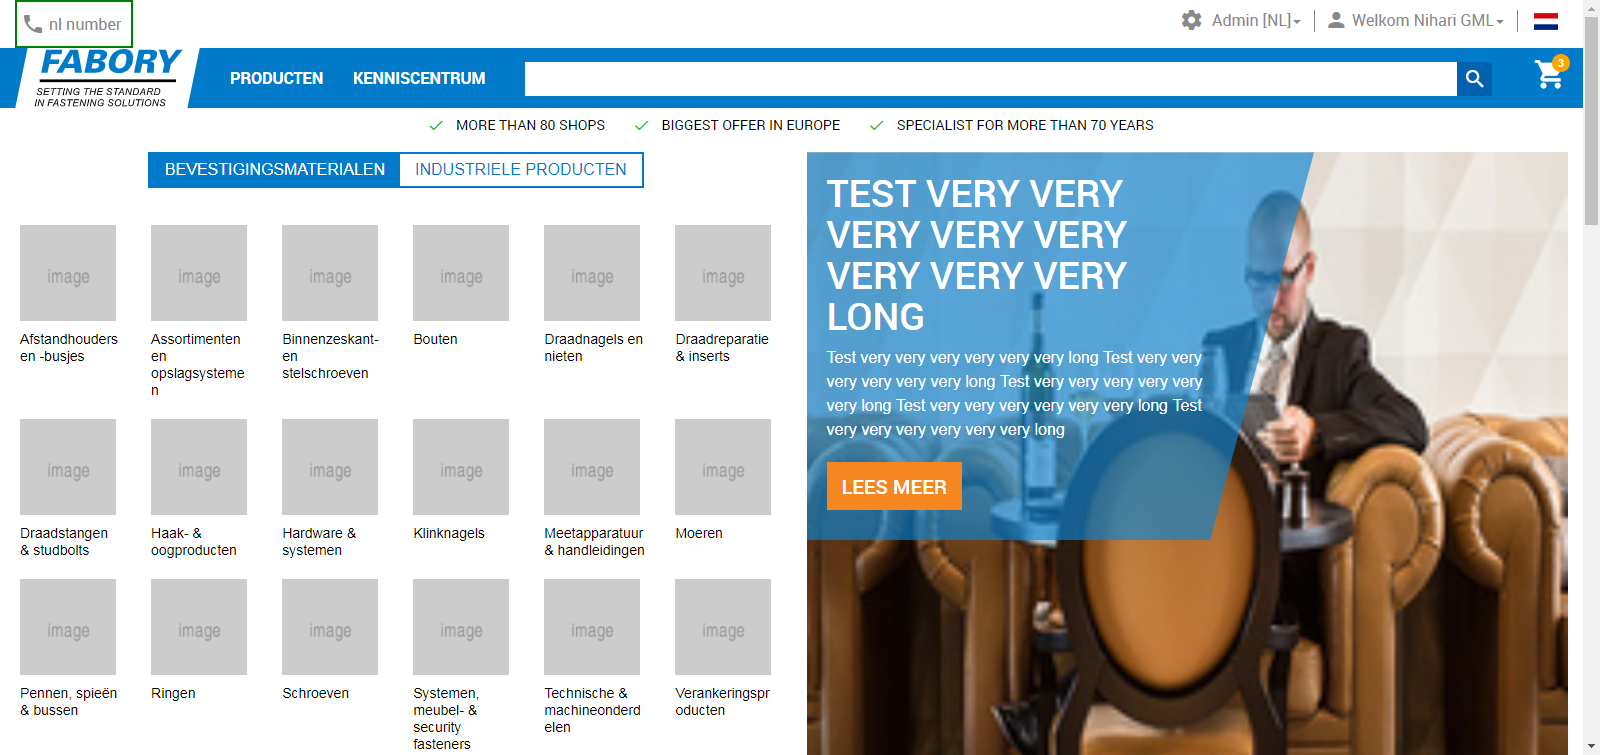 nl number
Admin [NL]
Welkom Nihari GML
FABORY
SETTING THE STANDARD
IN FASTENING SOLUTIONS
PRODUCTEN
KENNISCENTRUM
3
MORE THAN 80 SHOPS
BIGGEST OFFER IN EUROPE
SPECIALIST FOR MORE THAN 70 YEARS
BEVESTIGINGSMATERIALEN
INDUSTRIELE PRODUCTEN
image
image
image
image
image
image
Afstandhouders
en -busjes
Assortimenten
en
opslagsysteme
n
Binnenzeskant-
en
stelschroeven
Bouten
Draadnagels en
nieten
Draadreparatie
& inserts
image
image
image
image
image
image
Draadstangen
& studbolts
Haak- &
oogproducten
Hardware &
systemen
Klinknagels
Meetapparatuur
& handleidingen
Moeren
image
image
image
image
image
image
Pennen, spieën
& bussen
Ringen
Schroeven
Systemen,
meubel- &
security
fasteners
Technische &
machineonderd
elen
Verankeringspr
oducten
TEST VERY VERY
VERY VERY VERY
VERY VERY VERY
LONG
Test very very very very very very long Test very very
very very very very long Test very very very very very very
very long Test very very very very very very long Test
very very very very very very long
LEES MEER